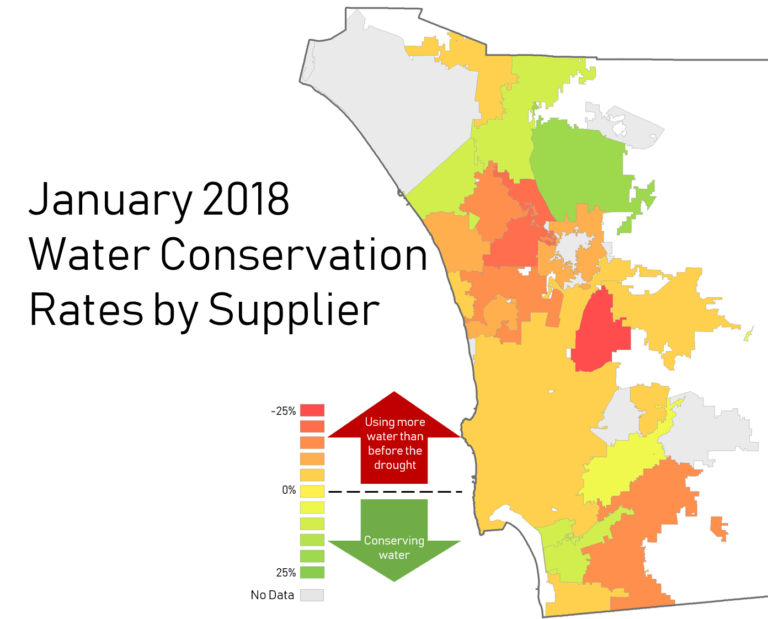 January 2018
Water Conservation
Rates by Supplier
-25%
Using more
water than
before the
drought
0%
Conserving
water
25%
No Data